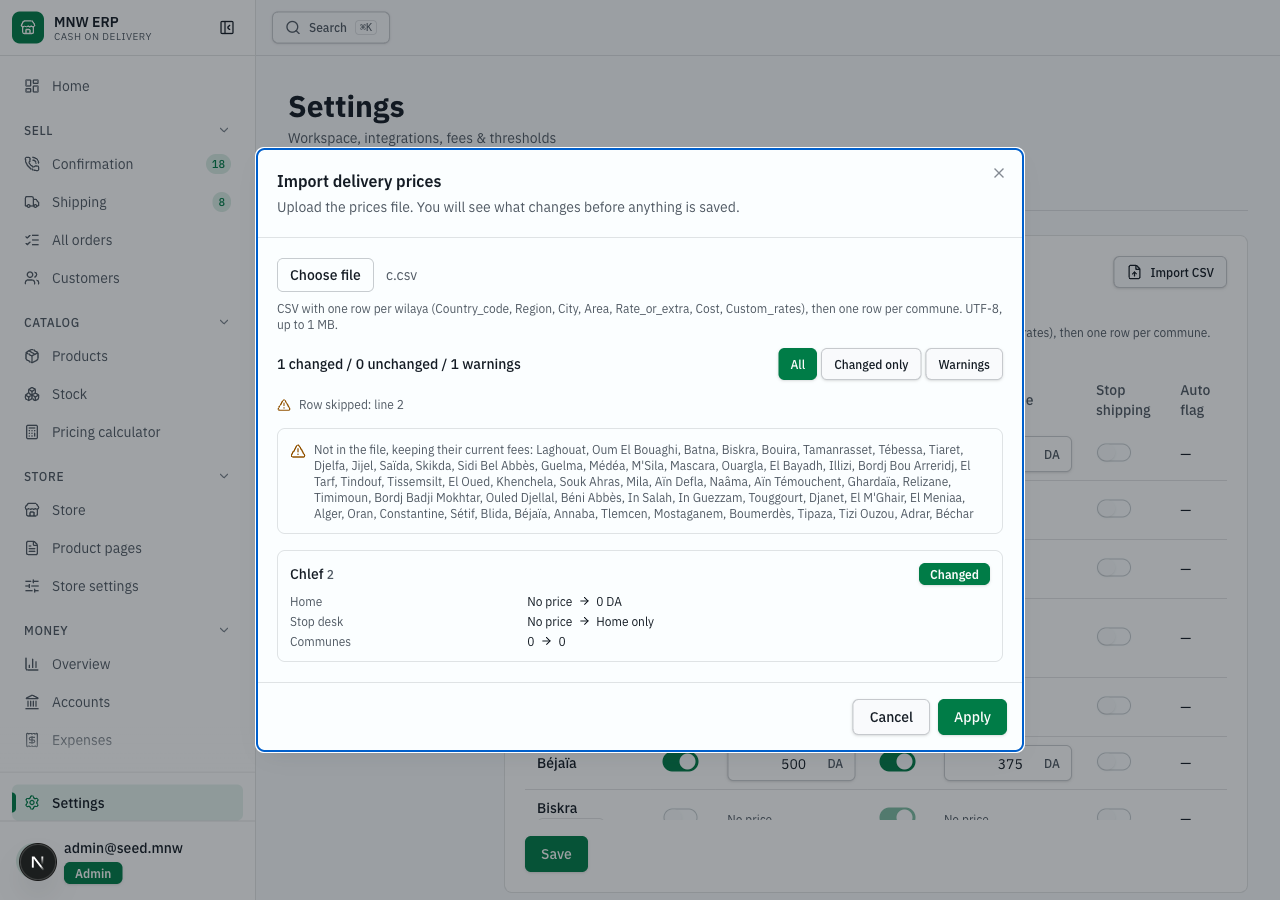 MNW ERP
CASH ON DELIVERY
Search ⌘K
Home
SELL
Confirmation 18
Shipping 8
All orders
Customers
CATALOG
Products
Stock
Pricing calculator
STORE
Store
Product pages
Store settings
MONEY
Overview
Accounts
Expenses
Settings
N
admin@seed.mnw
Admin
Settings
Workspace, integrations, fees & thresholds
Import CSV
rates), then one row per commune.
Stop shipping
Auto flag
DA
—
—
—
—
—
Béjaïa 500 DA 375 DA —
Biskra
No price No price —
Save
Import delivery prices
Upload the prices file. You will see what changes before anything is saved.
Choose file c.csv
CSV with one row per wilaya (Country_code, Region, City, Area, Rate_or_extra, Cost, Custom_rates), then one row per commune. UTF-8,
up to 1 MB.
1 changed / 0 unchanged / 1 warnings
All Changed only Warnings
Row skipped: line 2
Not in the file, keeping their current fees: Laghouat, Oum El Bouaghi, Batna, Biskra, Bouira, Tamanrasset, Tébessa, Tiaret,
Djelfa, Jijel, Saïda, Skikda, Sidi Bel Abbès, Guelma, Médéa, M'Sila, Mascara, Ouargla, El Bayadh, Illizi, Bordj Bou Arreridj, El
Tarf, Tindouf, Tissemsilt, El Oued, Khenchela, Souk Ahras, Mila, Aïn Defla, Naâma, Aïn Témouchent, Ghardaïa, Relizane,
Timimoun, Bordj Badji Mokhtar, Ouled Djellal, Béni Abbès, In Salah, In Guezzam, Touggourt, Djanet, El M'Ghair, El Meniaa,
Alger, Oran, Constantine, Sétif, Blida, Béjaïa, Annaba, Tlemcen, Mostaganem, Boumerdès, Tipaza, Tizi Ouzou, Adrar, Béchar
Chlef 2 Changed
Home No price → 0 DA
Stop desk No price → Home only
Communes 0 → 0
Cancel Apply